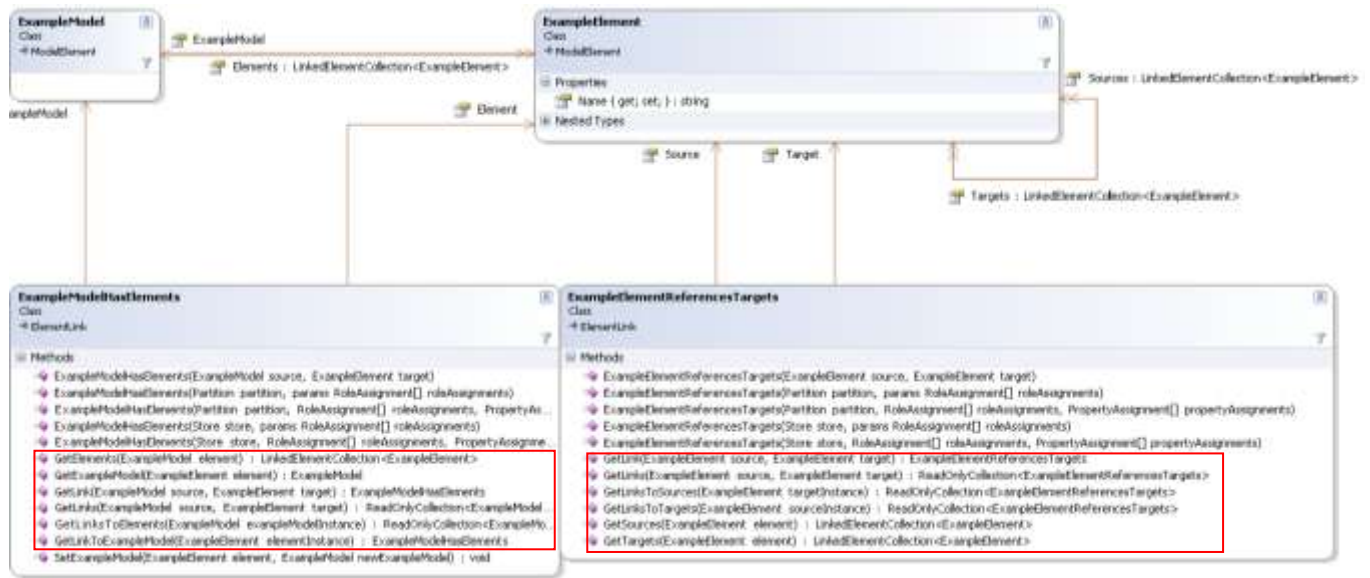 ExampleModel
Class
ModelElement
ExampleModel
Elements : LinkedElementCollection<ExampleElement>
ExampleElement
Class
ModelElement
Properties
Name { get; set; } : string
Nested Types
Sources : LinkedElementCollection<ExampleElement>
ampleModel
Element
Source
Target
Targets : LinkedElementCollection<ExampleElement>
ExampleModelHasElements
Class
ElementLink
Methods
ExampleModelHasElements(ExampleModel source, ExampleElement target)
ExampleModelHasElements(Partition partition, params RoleAssignment[] roleAssignments)
ExampleModelHasElements(Partition partition, RoleAssignment[] roleAssignments, PropertyAs...
ExampleModelHasElements(Store store, params RoleAssignment[] roleAssignments)
ExampleModelHasElements(Store store, RoleAssignment[] roleAssignments, PropertyAssignme...
GetElements(ExampleModel element) : LinkedElementCollection<ExampleElement>
GetExampleModel(ExampleElement element) : ExampleModel
GetLink(ExampleModel source, ExampleElement target) : ExampleModelHasElements
GetLinks(ExampleModel source, ExampleElement target) : ReadOnlyCollection<ExampleModel...
GetLinksToElements(ExampleModel exampleModelInstance) : ReadOnlyCollection<ExampleMo...
GetLinkToExampleModel(ExampleElement elementInstance) : ExampleModelHasElements
SetExampleModel(ExampleElement element, ExampleModel newExampleModel) : void
ExampleElementReferencesTargets
Class
ElementLink
Methods
ExampleElementReferencesTargets(ExampleElement source, ExampleElement target)
ExampleElementReferencesTargets(Partition partition, params RoleAssignment[] roleAssignments)
ExampleElementReferencesTargets(Partition partition, RoleAssignment[] roleAssignments, PropertyAssignment[] propertyAssignments)
ExampleElementReferencesTargets(Store store, params RoleAssignment[] roleAssignments)
ExampleElementReferencesTargets(Store store, RoleAssignment[] roleAssignments, PropertyAssignment[] propertyAssignments)
GetLink(ExampleElement source, ExampleElement target) : ExampleElementReferencesTargets
GetLinks(ExampleElement source, ExampleElement target) : ReadOnlyCollection<ExampleElementReferencesTargets>
GetLinksToSources(ExampleElement targetInstance) : ReadOnlyCollection<ExampleElementReferencesTargets>
GetLinksToTargets(ExampleElement sourceInstance) : ReadOnlyCollection<ExampleElementReferencesTargets>
GetSources(ExampleElement element) : LinkedElementCollection<ExampleElement>
GetTargets(ExampleElement element) : LinkedElementCollection<ExampleElement>